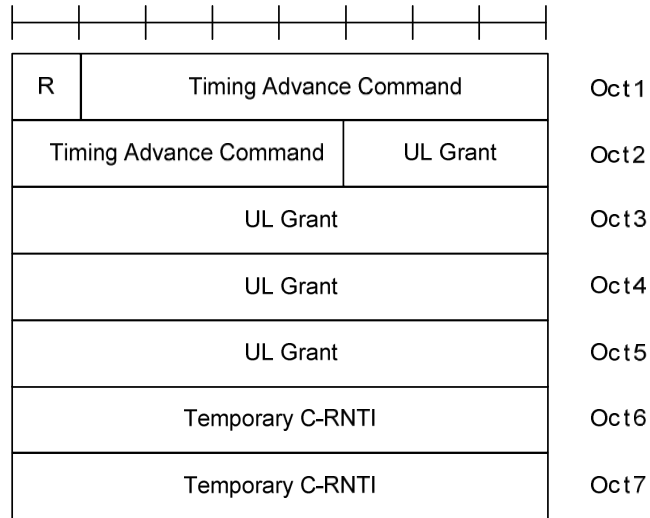 R Timing Advance Command Oct1
Timing Advance Command UL Grant Oct2
UL Grant Oct3
UL Grant Oct4
UL Grant Oct5
Temporary C-RNTI Oct6
Temporary C-RNTI Oct7